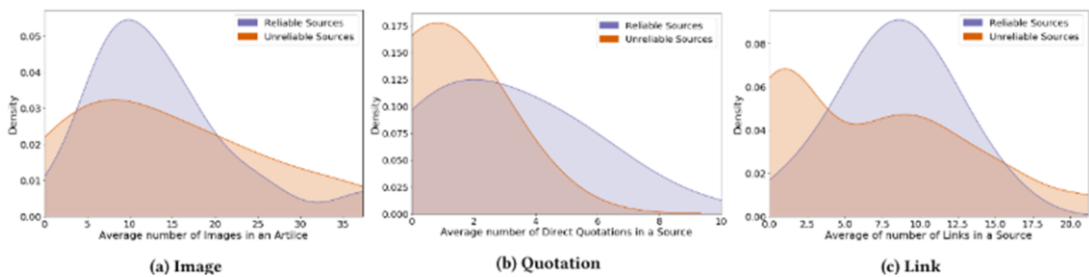 Reliable Sources
Unreliable Sources
Density
0.05
0.04
0.03
0.02
0.01
0.00
0
5
10
15
20
25
30
35
Average number of Images in an Artilce
(a) Image
Reliable Sources
Unreliable Sources
Density
0.175
0.150
0.125
0.100
0.075
0.050
0.025
0.000
0
2
4
6
8
10
Average number of Direct Quotations in a Source
(b) Quotation
Reliable Sources
Unreliable Sources
Density
0.08
0.06
0.04
0.02
0.00
0.0
2.5
5.0
7.5
10.0
12.5
15.0
17.5
20.0
Average of number of Links in a Source
(c) Link